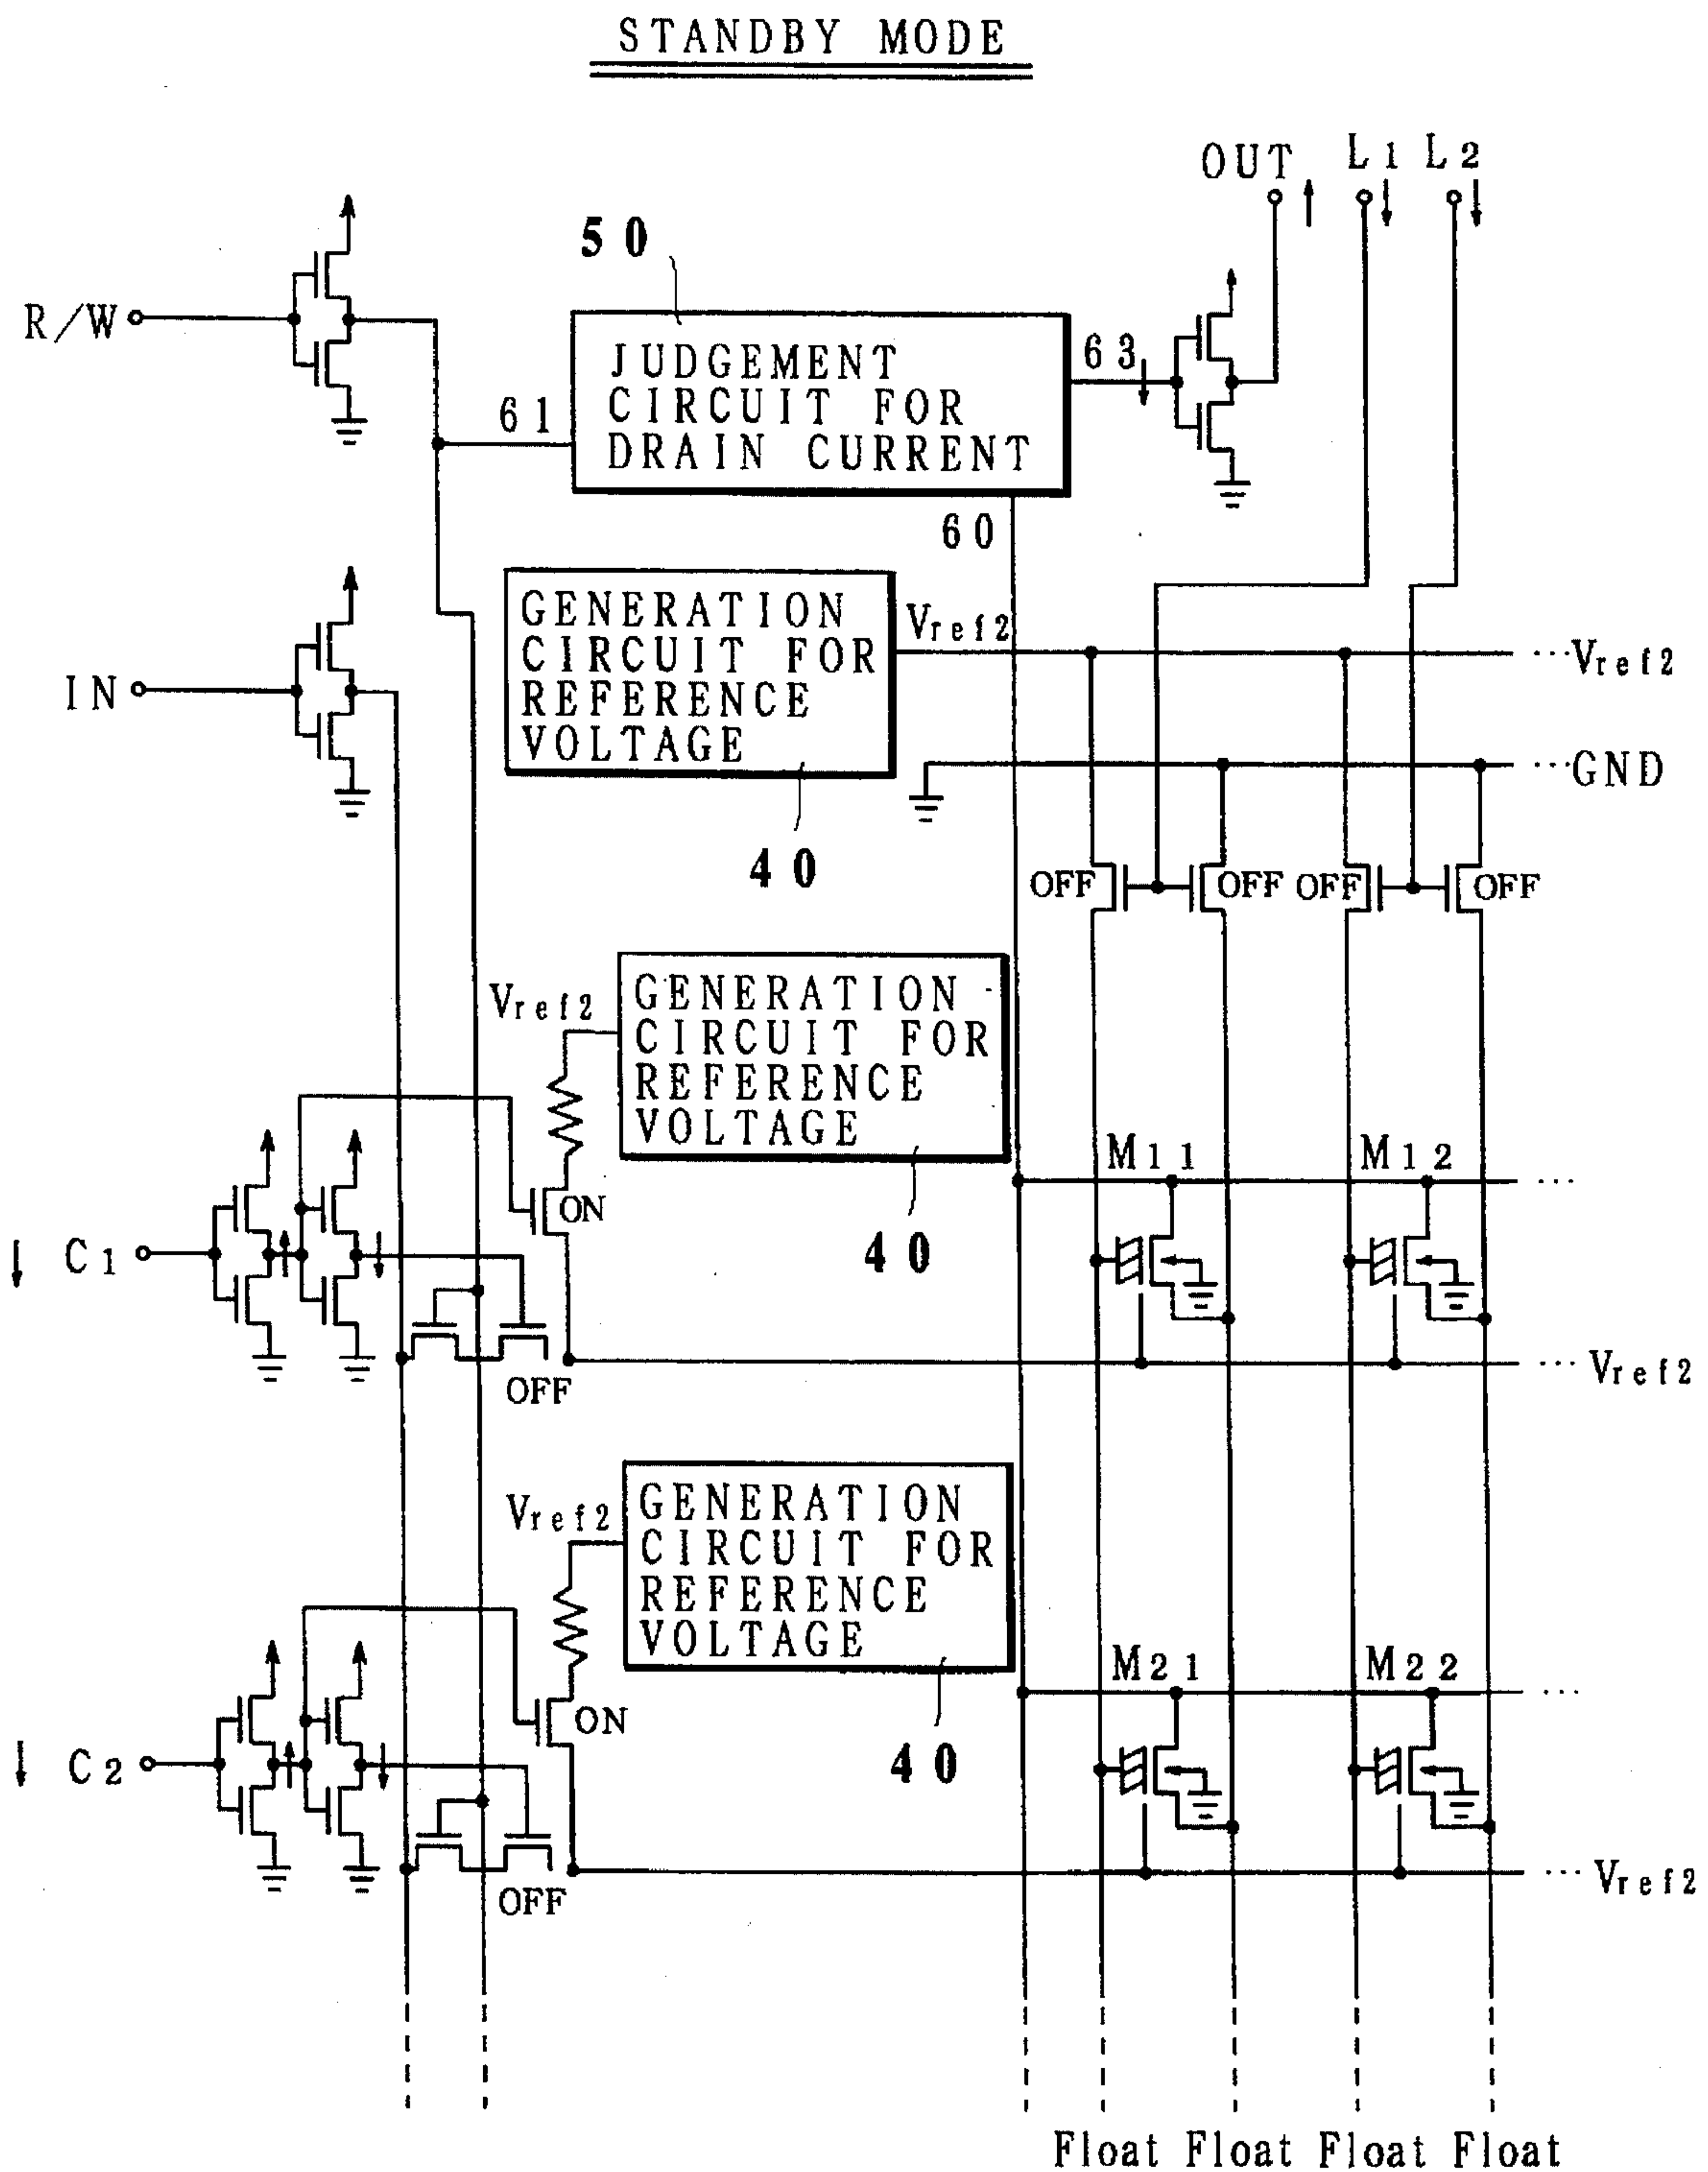 STANDBY MODE
OUT L1 L2
50
R/W
JUDGEMENT
CIRCUIT FOR
DRAIN CURRENT
61
63
60
IN
GENERATION
CIRCUIT FOR
REFERENCE
VOLTAGE
Vref2
···Vref2
···GND
40
OFF OFF OFF OFF
Vref2
GENERATION
CIRCUIT FOR
REFERENCE
VOLTAGE
M11 M12
ON
···
40
C1
OFF
··· Vref2
Vref2
GENERATION
CIRCUIT FOR
REFERENCE
VOLTAGE
M21 M22
ON
···
40
C2
OFF
··· Vref2
Float Float Float Float